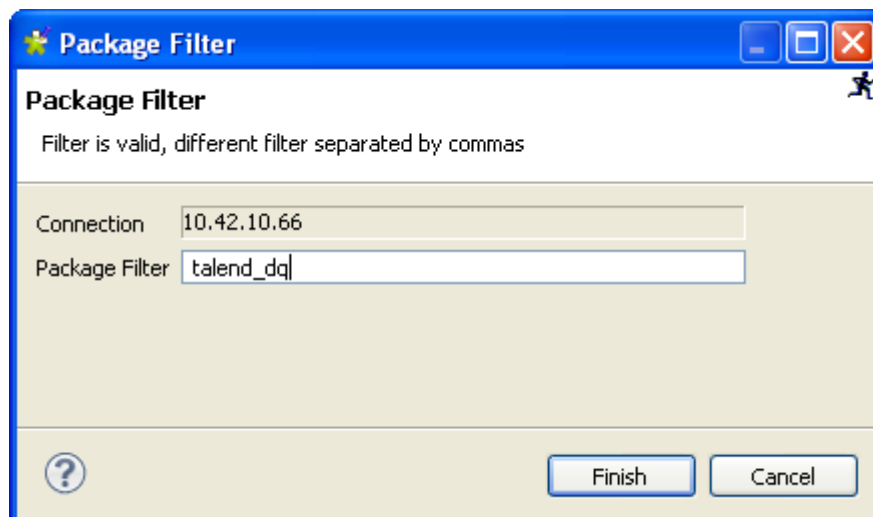 Package Filter
Package Filter
Filter is valid, different filter separated by commas
Connection 10.42.10.66
Package Filter talend_dq
? Finish Cancel